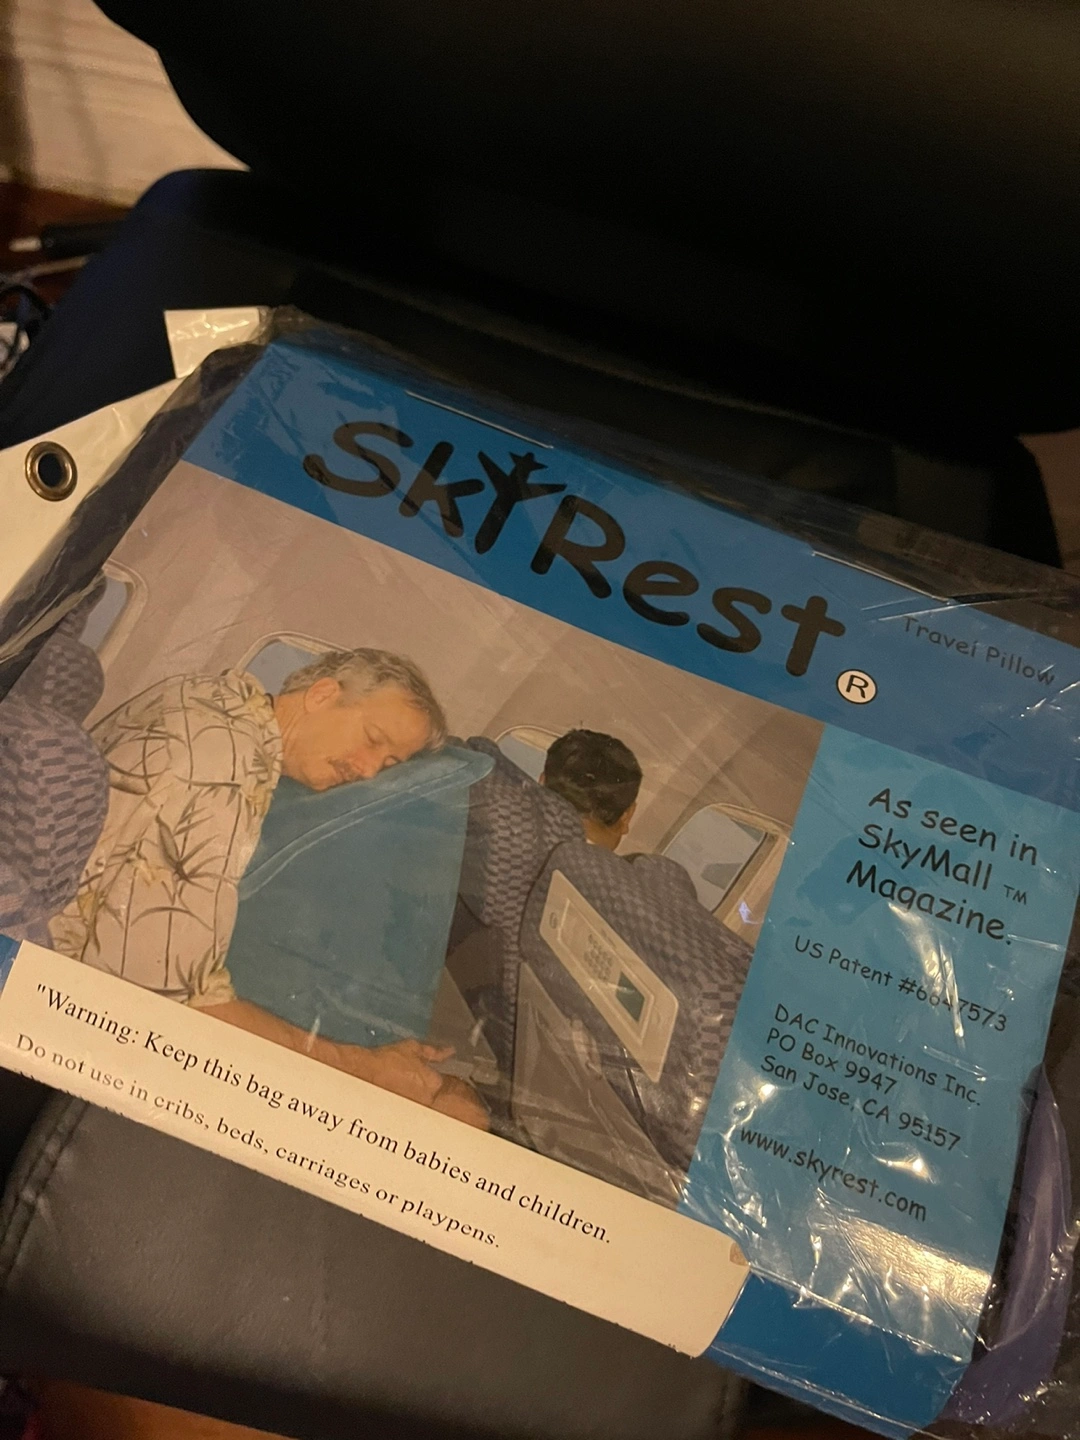 SkyRest ®
Travel Pillow
As seen in
SkyMall ™
Magazine.
US Patent #6647573
DAC Innovations Inc.
PO Box 9947
San Jose, CA 95157
www.skyrest.com
"Warning: Keep this bag away from babies and children.
Do not use in cribs, beds, carriages or playpens.